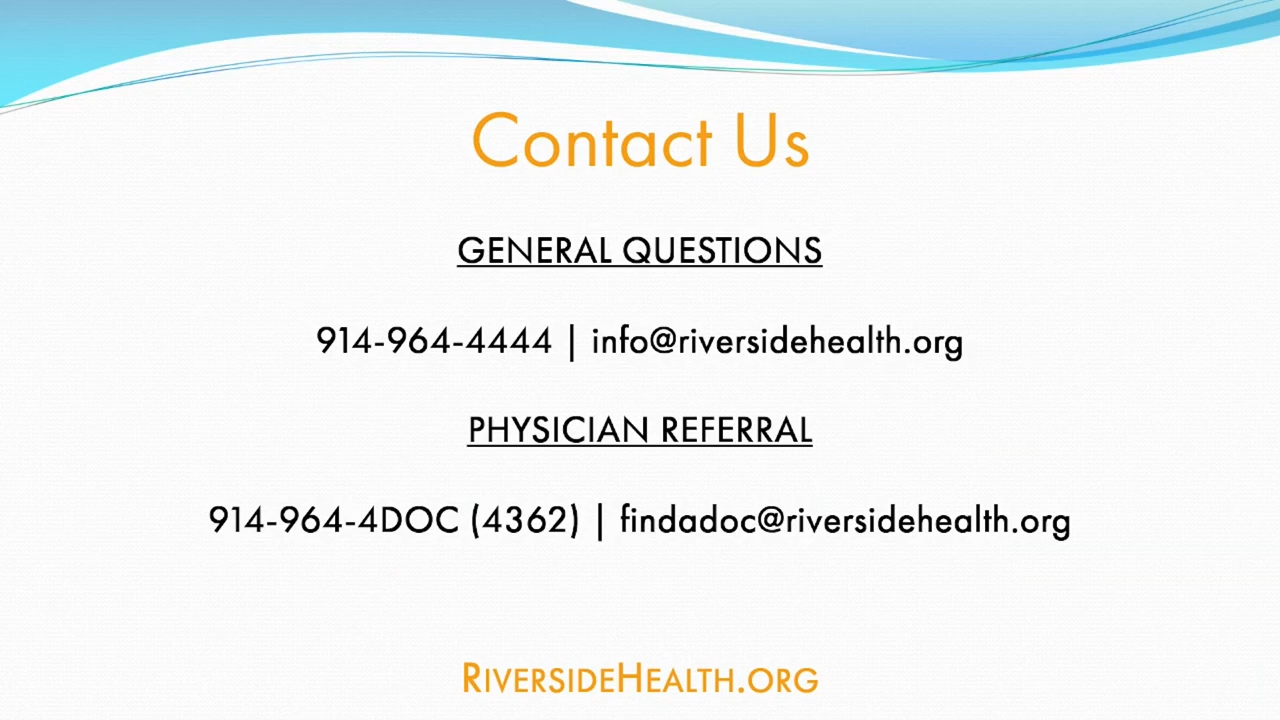 Contact Us
GENERAL QUESTIONS
914-964-4444 | info@riversidehealth.org
PHYSICIAN REFERRAL
914-964-4DOC (4362) | findadoc@riversidehealth.org
RIVERSIDEHEALTH.ORG